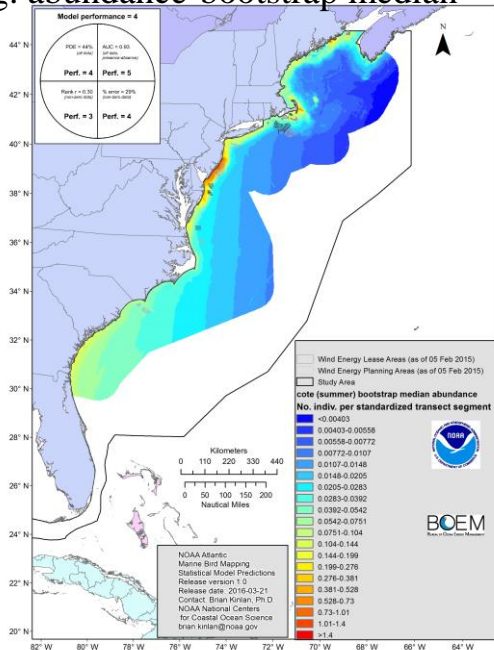 g. abundance-bootstrap median
Model performance = 4
POE = 44%
AUC = 0.93
Perf. = 4
Perf. = 5
Rank r = 0.30
% error = 29%
Perf. = 3
Perf. = 4
N
44° N
42° N
40° N
38° N
36° N
34° N
32° N
30° N
28° N
26° N
24° N
22° N
20° N
82° W
80° W
78° W
76° W
74° W
72° W
70° W
68° W
66° W
64° W
Kilometers
0 110 220 330 440
0 50 100 150 200
Nautical Miles
NOAA Atlantic
Marine Bird Mapping
Statistical Model Predictions
Release version 1.0
Release date: 2016-03-21
Contact: Brian Kinlan, Ph.D.
NOAA National Centers
for Coastal Ocean Science
brian.kinlan@noaa.gov
Wind Energy Lease Areas (as of 05 Feb 2015)
Wind Energy Planning Areas (as of 05 Feb 2015)
Study Area
cote (summer) bootstrap median abundance
No. indiv. per standardized transect segment
<0.00403
0.00403-0.00558
0.00558-0.00772
0.00772-0.0107
0.0107-0.0148
0.0148-0.0205
0.0205-0.0283
0.0283-0.0392
0.0392-0.0542
0.0542-0.0751
0.0751-0.104
0.104-0.144
0.144-0.199
0.199-0.276
0.276-0.381
0.381-0.528
0.528-0.73
0.73-1.01
1.01-1.4
>1.4
NOAA
BOEM
BUREAU OF OCEAN ENERGY MANAGEMENT